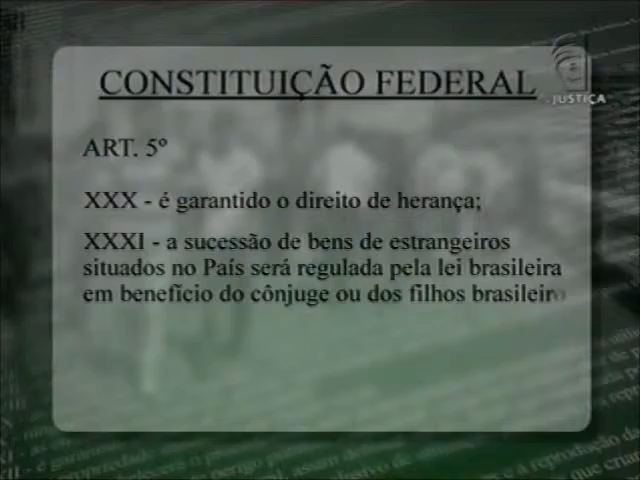 CONSTITUIÇÃO FEDERAL
JUSTIÇA
ART. 5º
XXX - é garantido o direito de herança;
XXXI - a sucessão de bens de estrangeiros
situados no País será regulada pela lei brasileira
em benefício do cônjuge ou dos filhos brasileiro